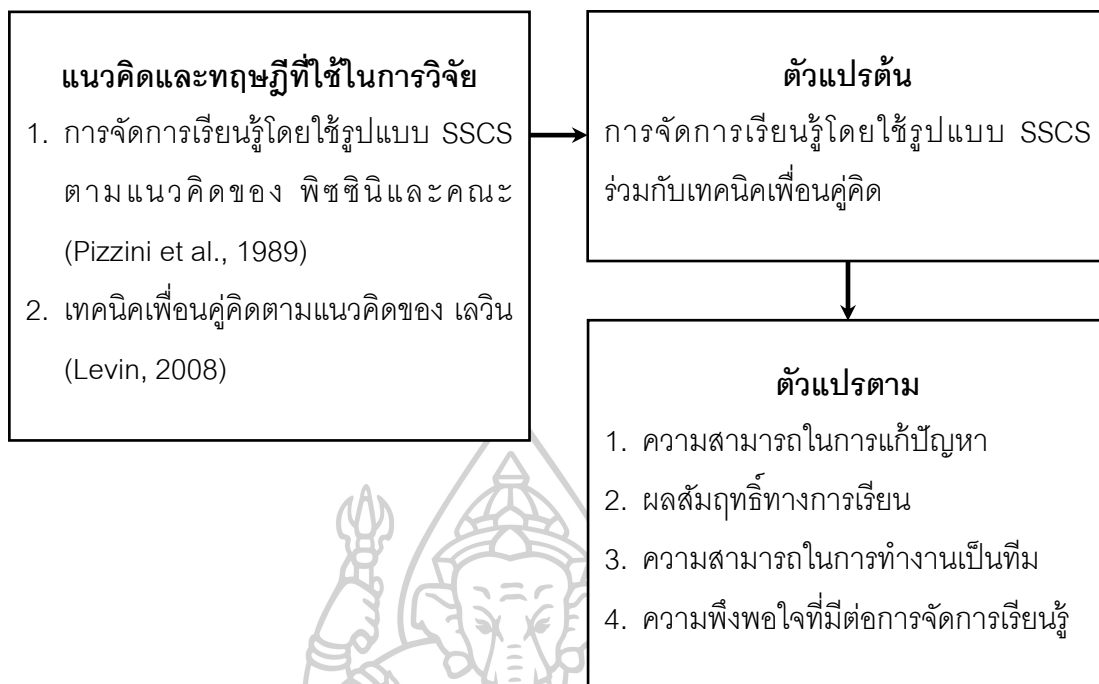 แนวคิดและทฤษฎีที่ใช้ในการวิจัย
1. การจัดการเรียนรู้โดยใช้รูปแบบ SSCS
ตามแนวคิดของ พิซซินิและคณะ
(Pizzini et al., 1989)
2. เทคนิคเพื่อนคู่คิดตามแนวคิดของ เลวิน
(Levin, 2008)
ตัวแปรต้น
การจัดการเรียนรู้โดยใช้รูปแบบ SSCS
ร่วมกับเทคนิคเพื่อนคู่คิด
ตัวแปรตาม
1. ความสามารถในการแก้ปัญหา
2. ผลสัมฤทธิ์ทางการเรียน
3. ความสามารถในการทำงานเป็นทีม
4. ความพึงพอใจที่มีต่อการจัดการเรียนรู้